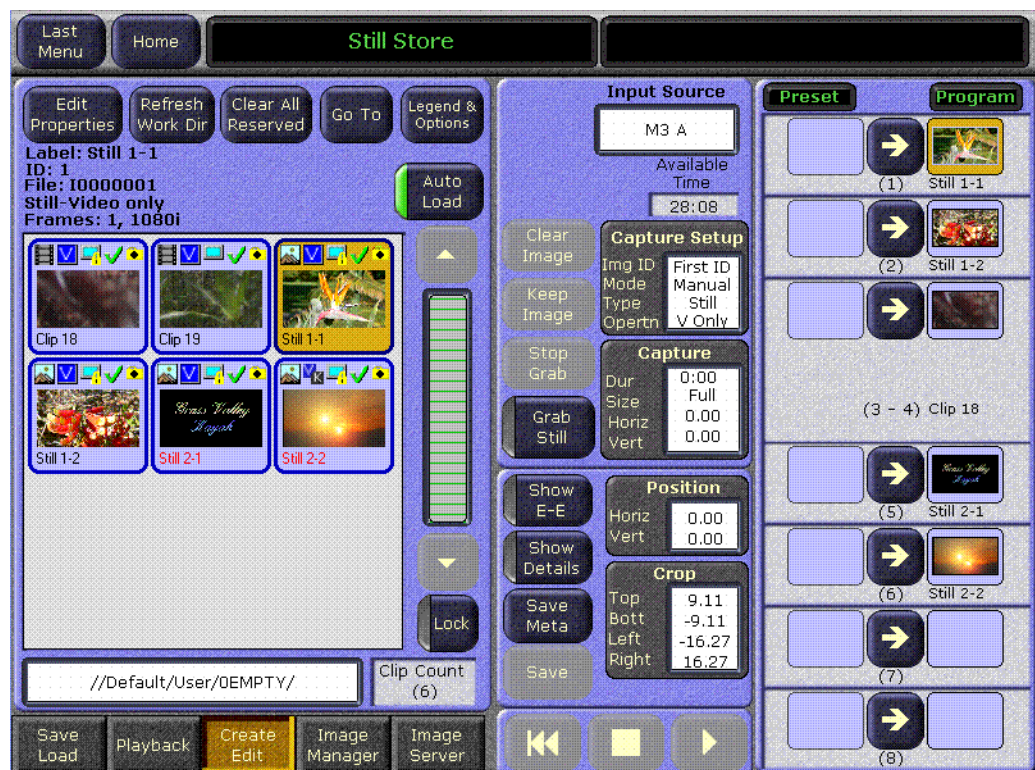 Last
Menu
Home
Still Store
Edit
Properties
Refresh
Work Dir
Clear All
Reserved
Go To
Legend &
Options
Label: Still 1-1
ID: 1
File: I0000001
Still-Video only
Frames: 1, 1080i
Auto
Load
V
Clip 18
V
Clip 19
V
Still 1-1
V
Still 1-2
V
Grass Valley
Kayak
Still 2-1
VK
Still 2-2
Lock
//Default/User/0EMPTY/
Clip Count
(6)
Save
Load
Playback
Create
Edit
Image
Manager
Image
Server
Input Source
M3 A
Available
Time
28:08
Clear
Image
Keep
Image
Stop
Grab
Grab
Still
Capture Setup
Img ID First ID
Mode Manual
Type Still
Opertn V Only
Capture
Dur 0:00
Size Full
Horiz 0.00
Vert 0.00
Show
E-E
Show
Details
Save
Meta
Save
Position
Horiz 0.00
Vert 0.00
Crop
Top 9.11
Bott -9.11
Left -16.27
Right 16.27
Preset
Program
(1) Still 1-1
(2) Still 1-2
(3 - 4) Clip 18
Grass Valley
Kayak
(5) Still 2-1
(6) Still 2-2
(7)
(8)